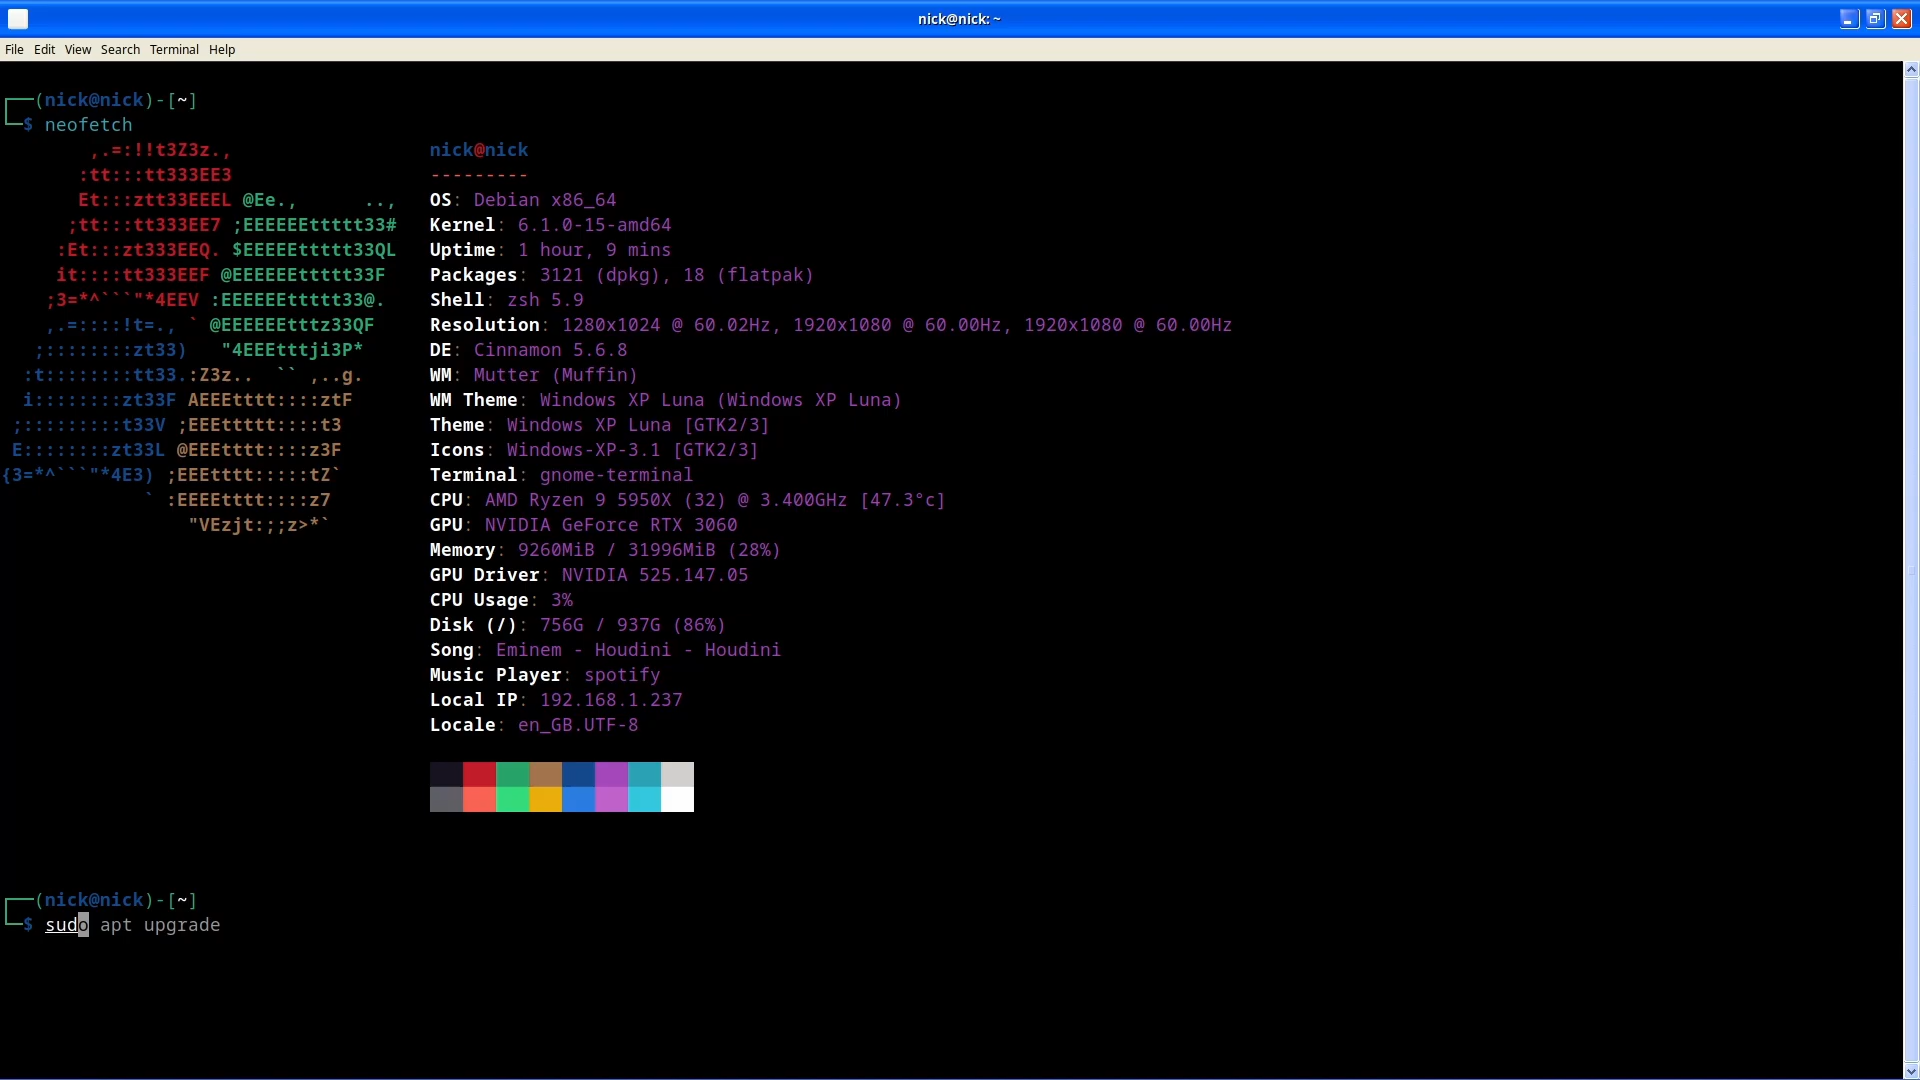 nick@nick: ~
File Edit View Search Terminal Help
┌──(nick@nick)-[~]
└─$ neofetch
        ,.=:!!t3Z3z.,                  nick@nick
       :tt:::tt333EE3                  ---------
       Et:::ztt33EEEL @Ee.,      ..,   OS: Debian x86_64
      ;tt:::tt333EE7 ;EEEEEEttttt33#   Kernel: 6.1.0-15-amd64
     :Et:::zt333EEQ. $EEEEEttttt33QL   Uptime: 1 hour, 9 mins
     it::::tt333EEF @EEEEEEttttt33F    Packages: 3121 (dpkg), 18 (flatpak)
    ;3=*^```"*4EEV :EEEEEEttttt33@.    Shell: zsh 5.9
    ,.=::::!t=., ` @EEEEEEtttz33QF     Resolution: 1280x1024 @ 60.02Hz, 1920x1080 @ 60.00Hz, 1920x1080 @ 60.00Hz
   ;::::::::zt33)   "4EEEtttji3P*      DE: Cinnamon 5.6.8
  :t::::::::tt33.:Z3z..  `` ,..g.      WM: Mutter (Muffin)
  i::::::::zt33F AEEEtttt::::ztF       WM Theme: Windows XP Luna (Windows XP Luna)
 ;:::::::::t33V ;EEEttttt::::t3        Theme: Windows XP Luna [GTK2/3]
 E::::::::zt33L @EEEtttt::::z3F        Icons: Windows-XP-3.1 [GTK2/3]
{3=*^```"*4E3) ;EEEtttt:::::tZ`        Terminal: gnome-terminal
             ` :EEEEtttt::::z7         CPU: AMD Ryzen 9 5950X (32) @ 3.400GHz [47.3°c]
                 "VEzjt:;;z>*`         GPU: NVIDIA GeForce RTX 3060
Memory: 9260MiB / 31996MiB (28%)
GPU Driver: NVIDIA 525.147.05
CPU Usage: 3%
Disk (/): 756G / 937G (86%)
Song: Eminem - Houdini - Houdini
Music Player: spotify
Local IP: 192.168.1.237
Locale: en_GB.UTF-8
┌──(nick@nick)-[~]
└─$ sudo apt upgrade